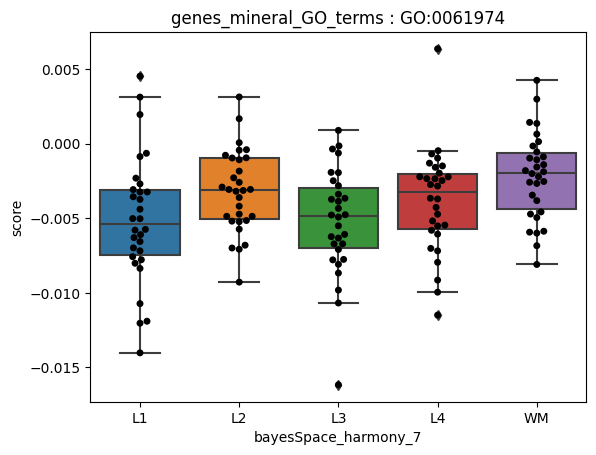 genes_mineral_GO_terms : GO:0061974
score
0.005
0.000
−0.005
−0.010
−0.015
L1 L2 L3 L4 WM
bayesSpace_harmony_7